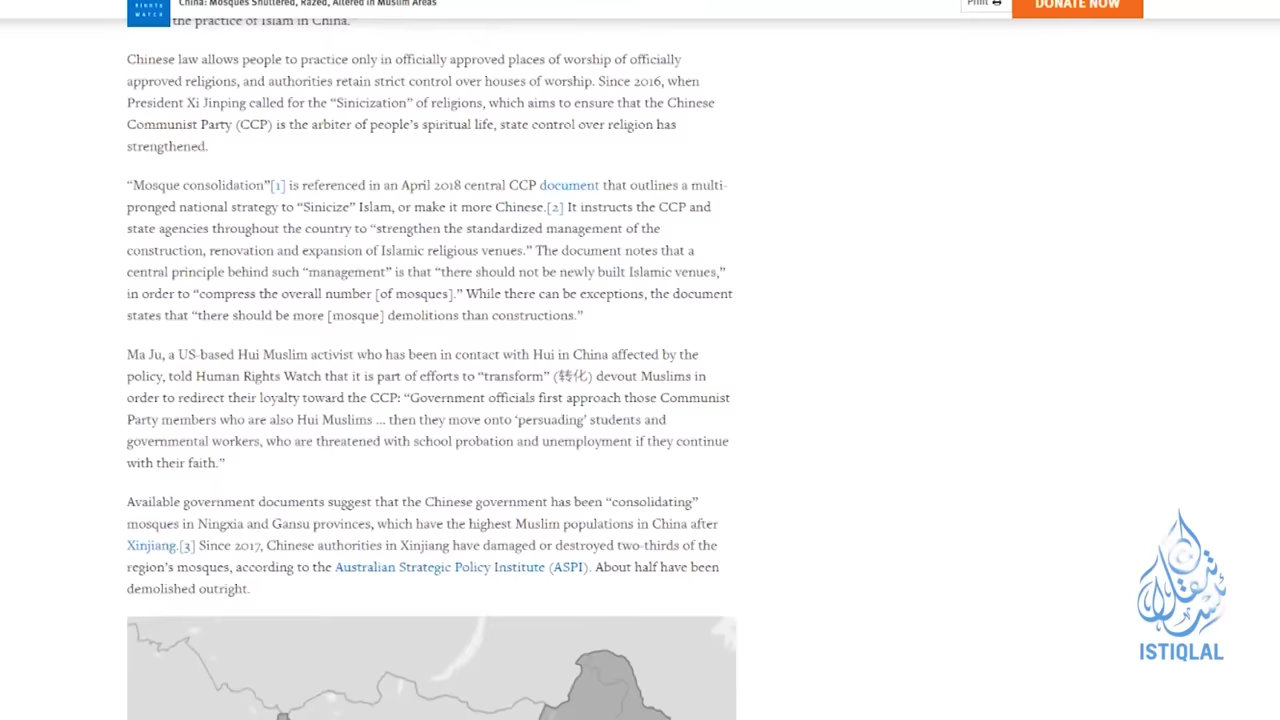 RIGHTS
WATCH
China: Mosques Shuttered, Razed, Altered in Muslim Areas
Print
DONATE NOW
the practice of Islam in China.”
Chinese law allows people to practice only in officially approved places of worship of officially
approved religions, and authorities retain strict control over houses of worship. Since 2016, when
President Xi Jinping called for the “Sinicization” of religions, which aims to ensure that the Chinese
Communist Party (CCP) is the arbiter of people’s spiritual life, state control over religion has
strengthened.
“Mosque consolidation”[1] is referenced in an April 2018 central CCP document that outlines a multi-
pronged national strategy to “Sinicize” Islam, or make it more Chinese.[2] It instructs the CCP and
state agencies throughout the country to “strengthen the standardized management of the
construction, renovation and expansion of Islamic religious venues.” The document notes that a
central principle behind such “management” is that “there should not be newly built Islamic venues,”
in order to “compress the overall number [of mosques].” While there can be exceptions, the document
states that “there should be more [mosque] demolitions than constructions.”
Ma Ju, a US-based Hui Muslim activist who has been in contact with Hui in China affected by the
policy, told Human Rights Watch that it is part of efforts to “transform” (转化) devout Muslims in
order to redirect their loyalty toward the CCP: “Government officials first approach those Communist
Party members who are also Hui Muslims ... then they move onto ‘persuading’ students and
governmental workers, who are threatened with school probation and unemployment if they continue
with their faith.”
Available government documents suggest that the Chinese government has been “consolidating”
mosques in Ningxia and Gansu provinces, which have the highest Muslim populations in China after
Xinjiang.[3] Since 2017, Chinese authorities in Xinjiang have damaged or destroyed two-thirds of the
region’s mosques, according to the Australian Strategic Policy Institute (ASPI). About half have been
demolished outright.
ISTIQLAL